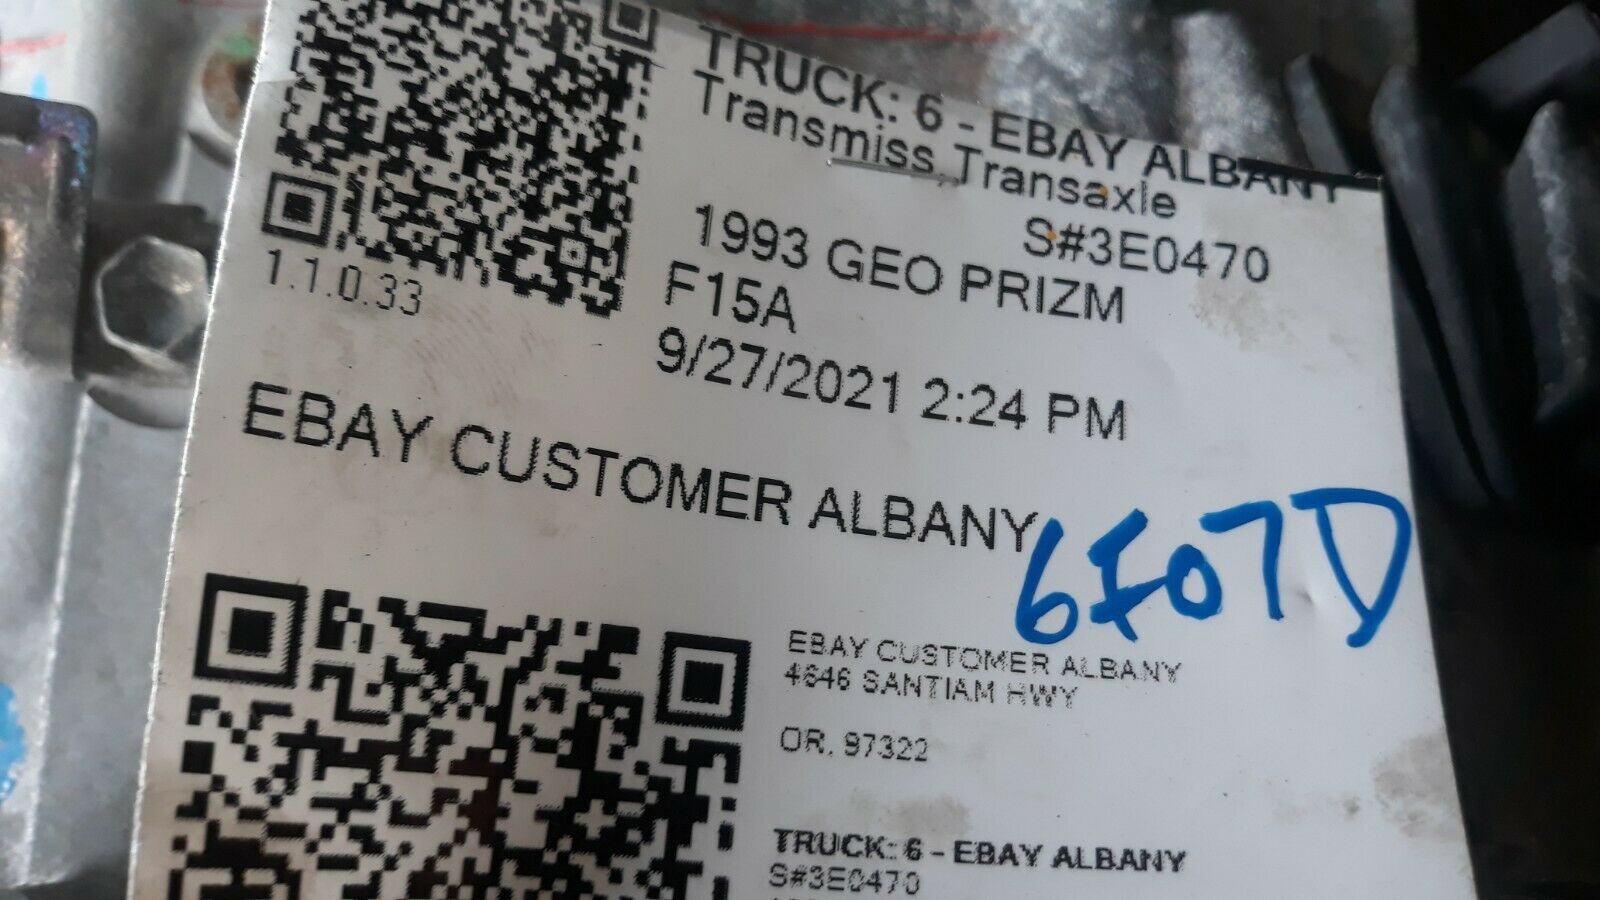 TRUCK: 6 - EBAY ALBANY
Transmiss, Transaxle
S#3E0470
1993 GEO PRIZM
F15A
9/27/2021 2:24 PM
1.1.0.33
EBAY CUSTOMER ALBANY
6F07D
EBAY CUSTOMER ALBANY
4646 SANTIAM HWY
OR. 97322
TRUCK: 6 - EBAY ALBANY
S#3E0470